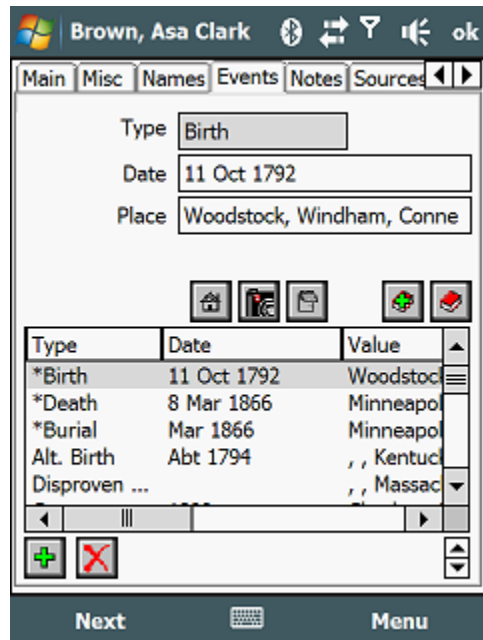 Brown, Asa Clark ok
Main Misc Names Events Notes Sources
Type Birth
Date 11 Oct 1792
Place Woodstock, Windham, Conne
Type Date Value
*Birth 11 Oct 1792 Woodstock
*Death 8 Mar 1866 Minneapol
*Burial Mar 1866 Minneapol
Alt. Birth Abt 1794 , , Kentuck
Disproven ... , , Massac
Next Menu